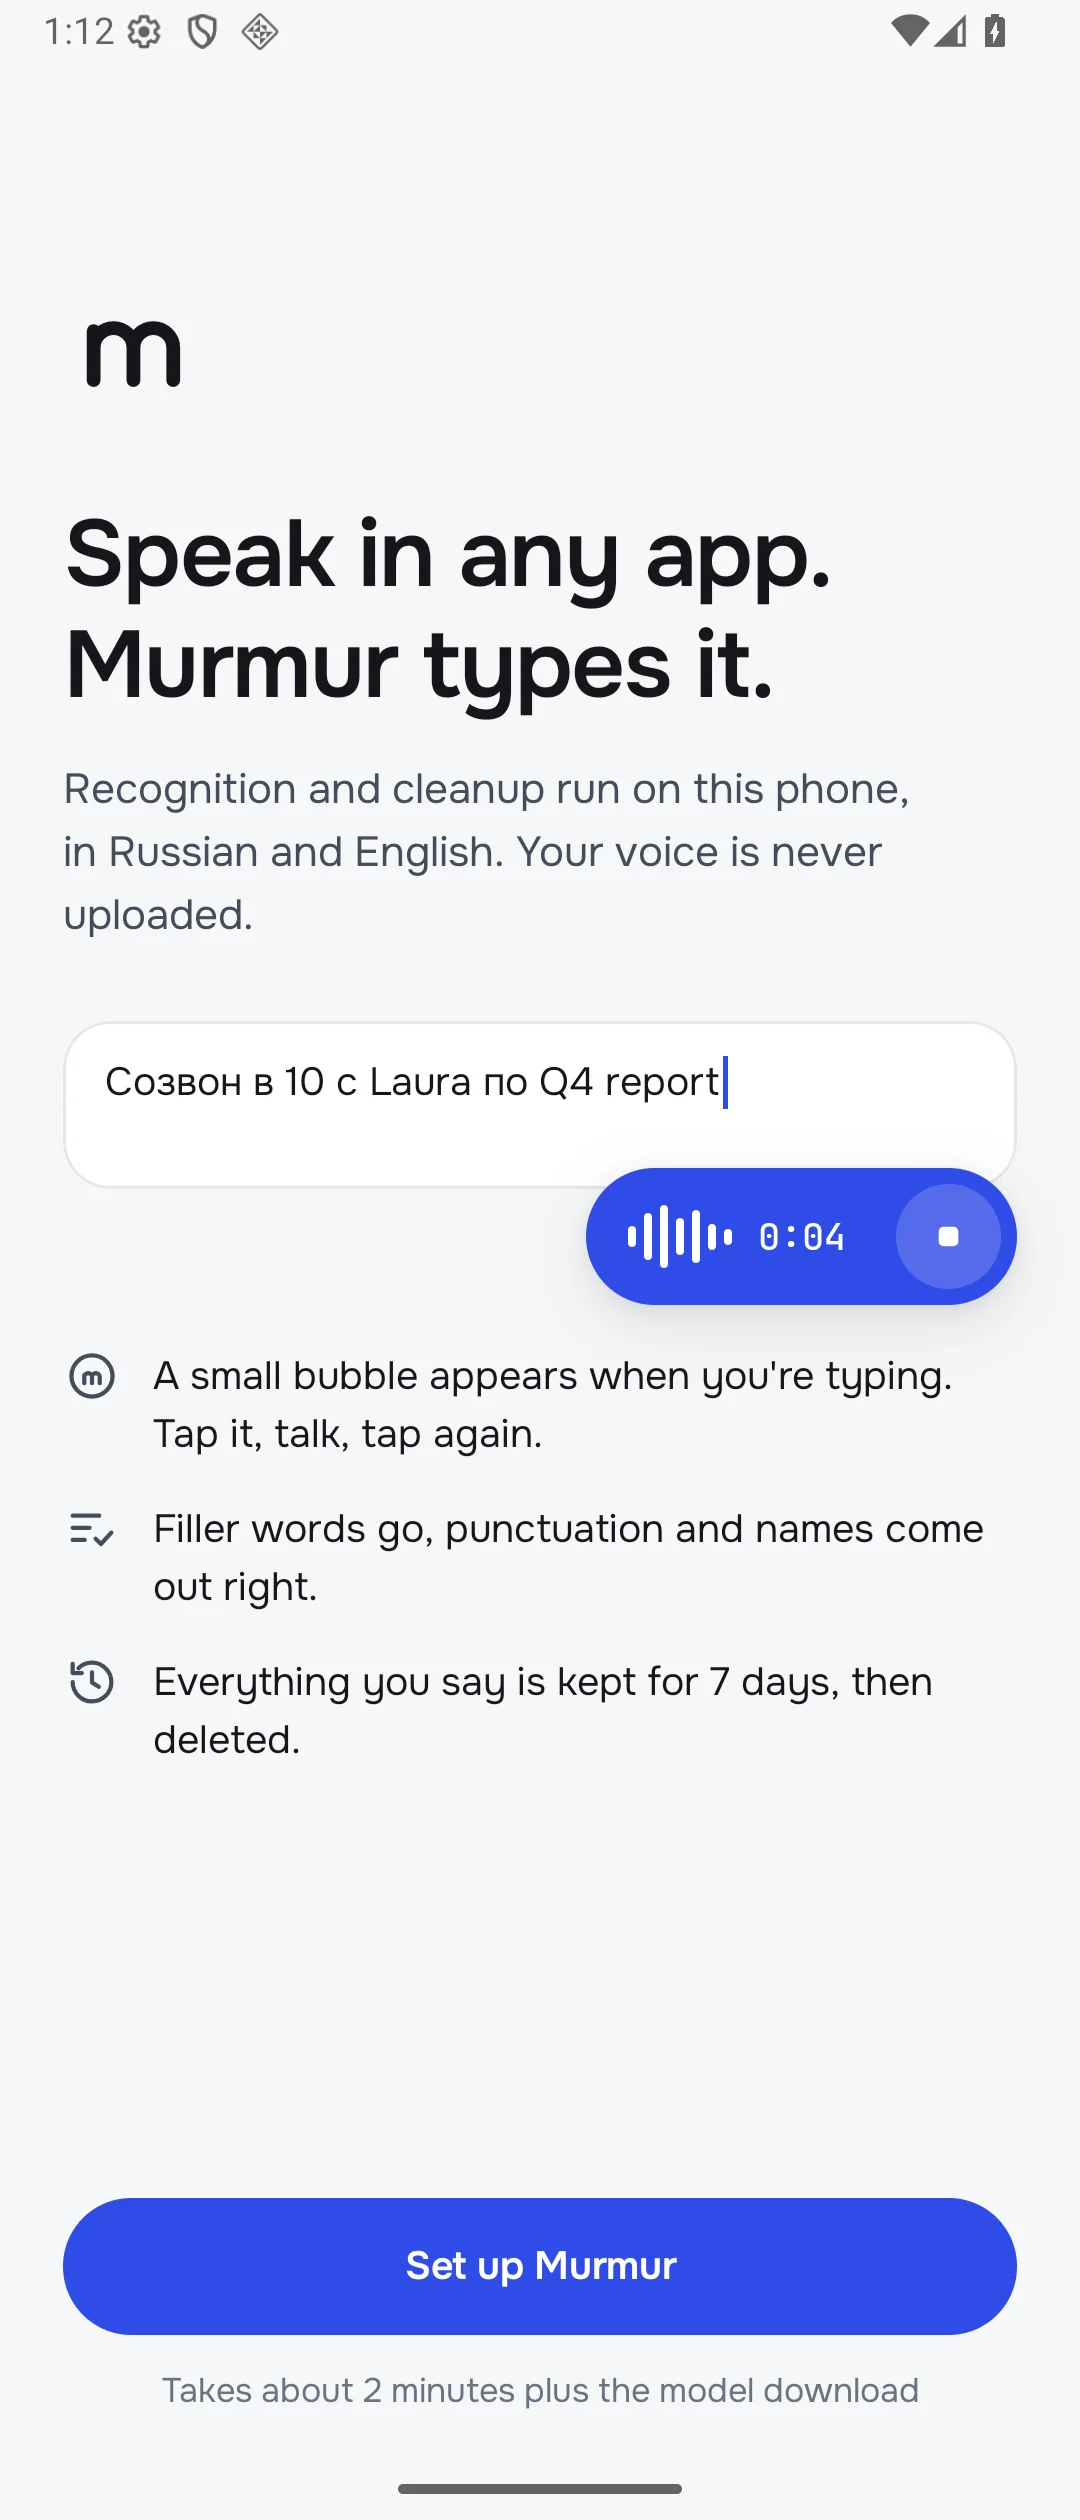 1:12
m
Speak in any app.
Murmur types it.
Recognition and cleanup run on this phone,
in Russian and English. Your voice is never
uploaded.
Созвон в 10 с Laura по Q4 report
0:04
m
A small bubble appears when you're typing.
Tap it, talk, tap again.
Filler words go, punctuation and names come
out right.
Everything you say is kept for 7 days, then
deleted.
Set up Murmur
Takes about 2 minutes plus the model download